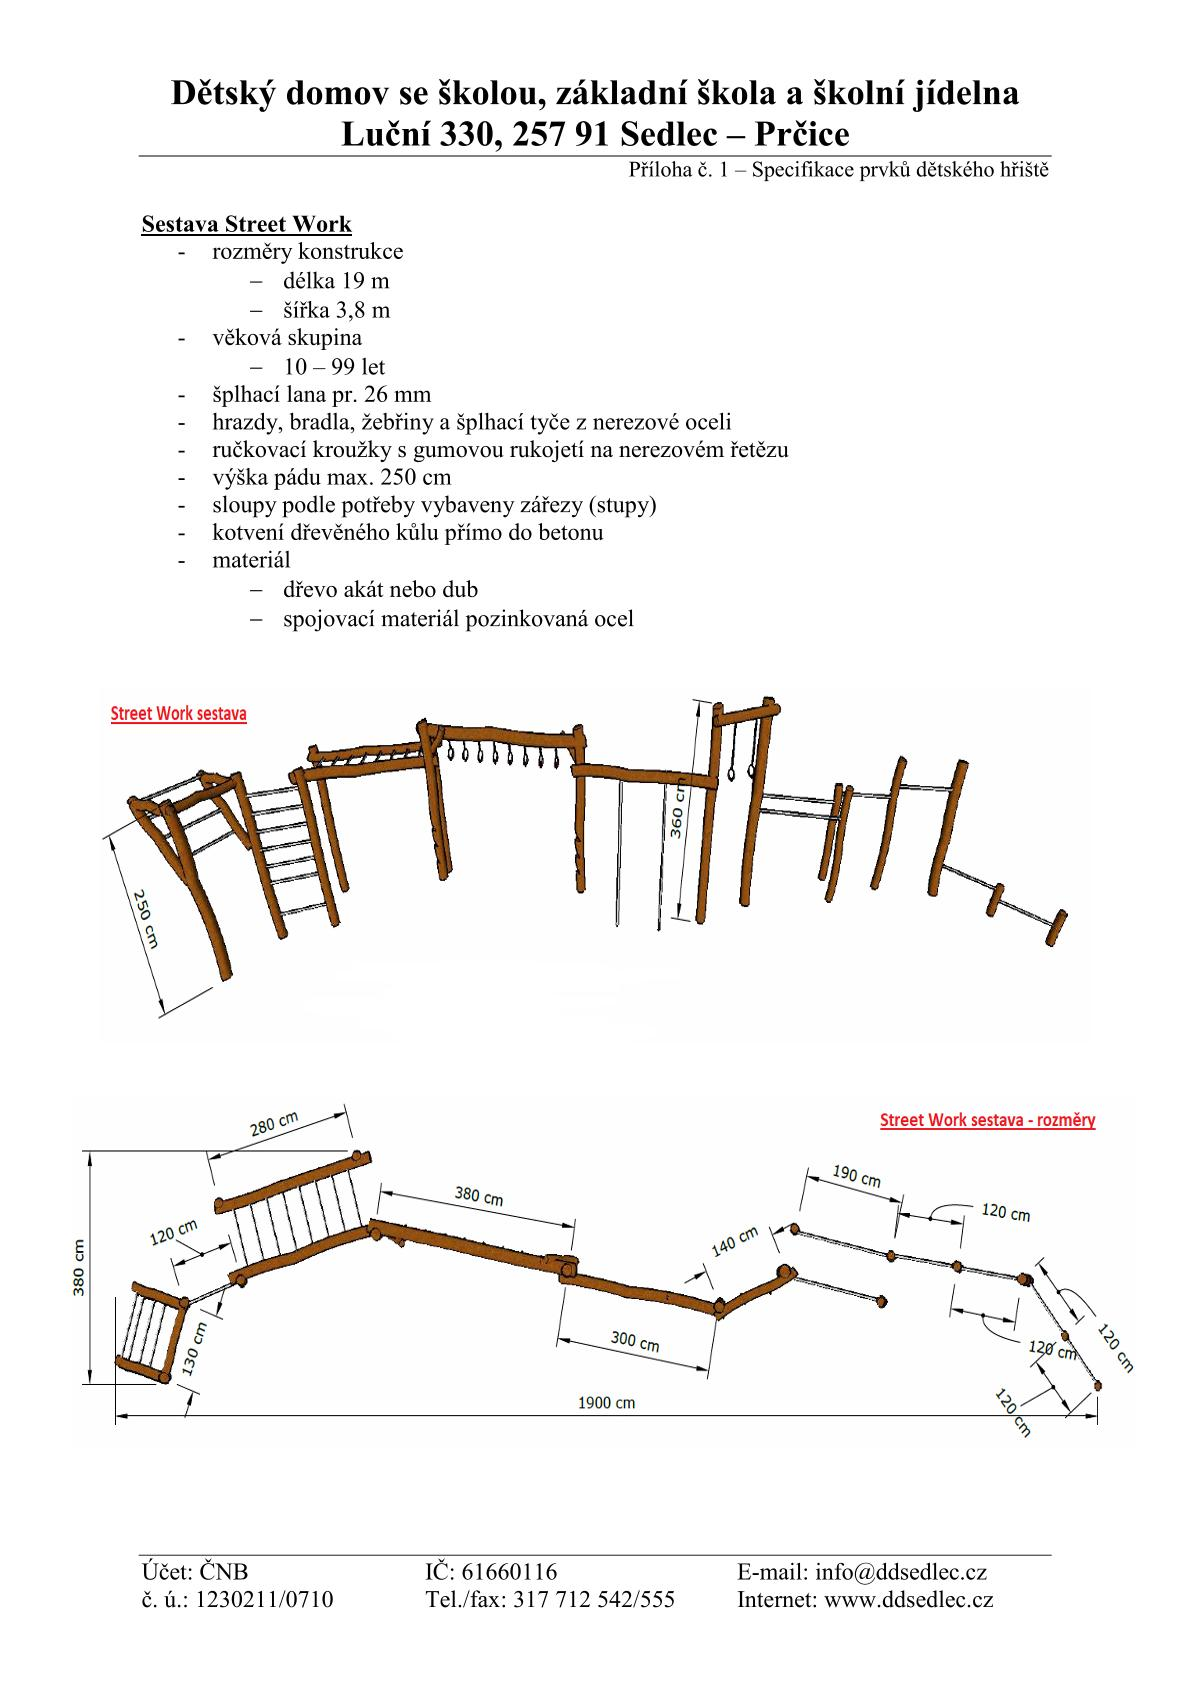 Dětský domov se školou, základní škola a školní jídelna
Luční 330, 257 91 Sedlec – Prčice
Příloha č. 1 – Specifikace prvků dětského hřiště
Sestava Street Work
- rozměry konstrukce
– délka 19 m
– šířka 3,8 m
- věková skupina
– 10 – 99 let
- šplhací lana pr. 26 mm
- hrazdy, bradla, žebřiny a šplhací tyče z nerezové oceli
- ručkovací kroužky s gumovou rukojetí na nerezovém řetězu
- výška pádu max. 250 cm
- sloupy podle potřeby vybaveny zářezy (stupy)
- kotvení dřevěného kůlu přímo do betonu
- materiál
– dřevo akát nebo dub
– spojovací materiál pozinkovaná ocel
Street Work sestava
360 cm
250 cm
Street Work sestava - rozměry
280 cm
190 cm
380 cm
120 cm
120 cm
140 cm
380 cm
300 cm
130 cm
120 cm
120 cm
120 cm
1900 cm
Účet: ČNB IČ: 61660116 E-mail: info@ddsedlec.cz
č. ú.: 1230211/0710 Tel./fax: 317 712 542/555 Internet: www.ddsedlec.cz